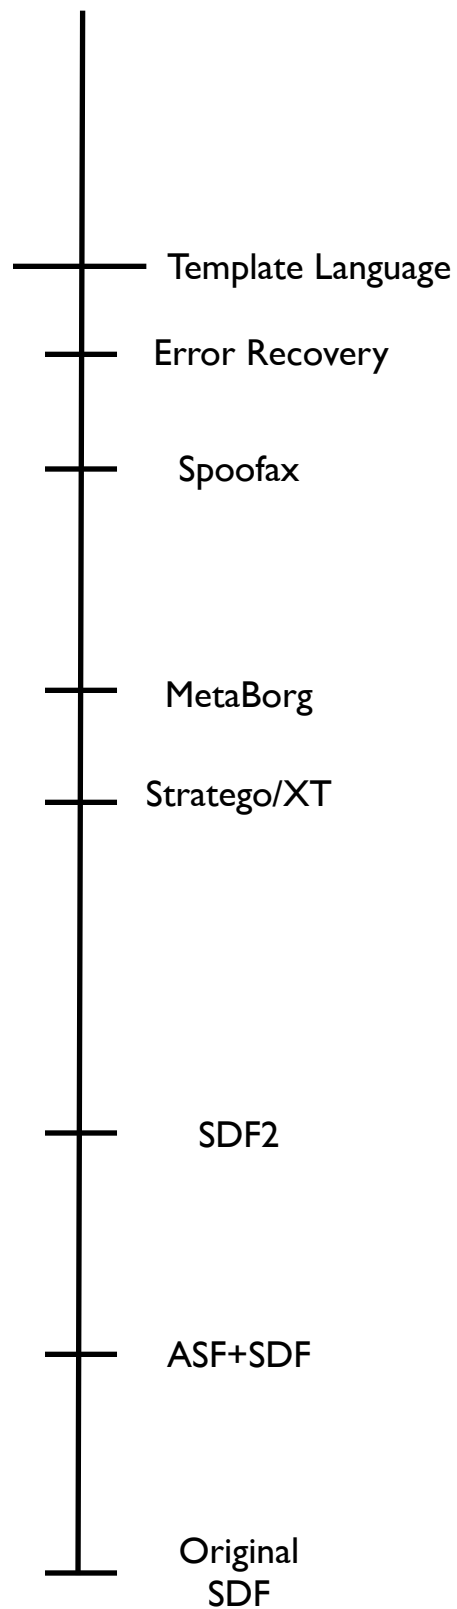 Template Language
Error Recovery
Spoofax
MetaBorg
Stratego/XT
SDF2
ASF+SDF
Original
SDF